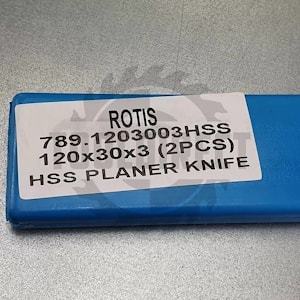 ROTIS
789.1203003HSS
120x30x3 (2PCS)
HSS PLANER KNIFE